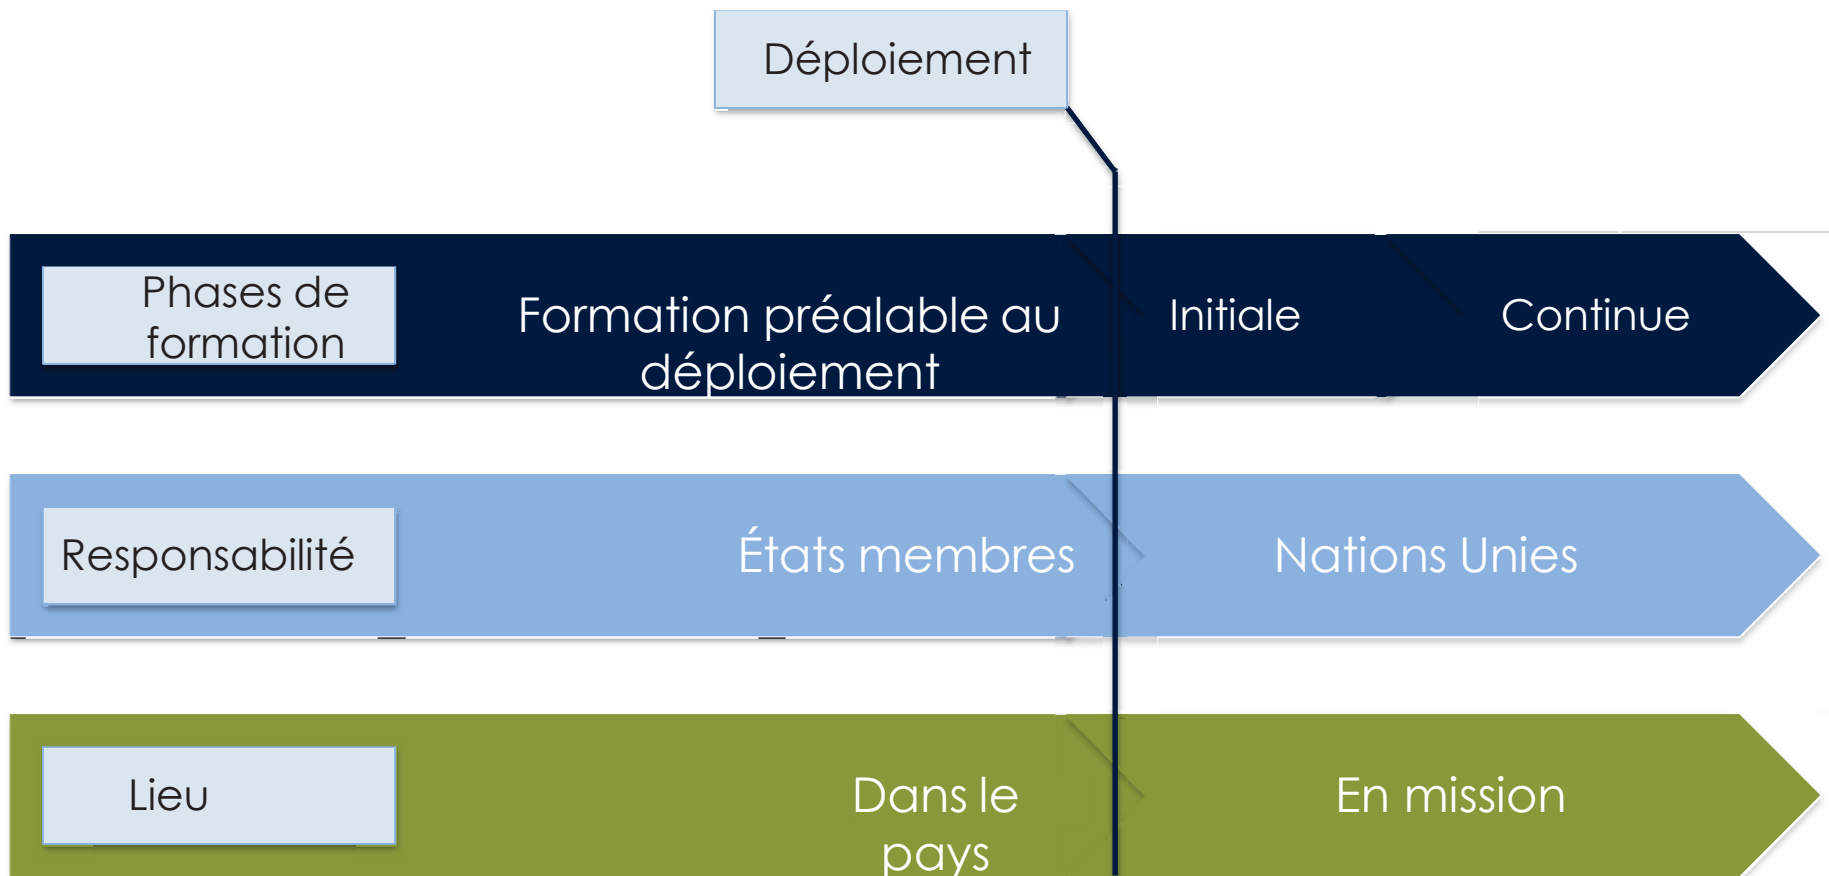 Déploiement
Phases de
formation
Formation préalable au
déploiement
Initiale
Continue
Responsabilité
États membres
Nations Unies
Lieu
Dans le
pays
En mission